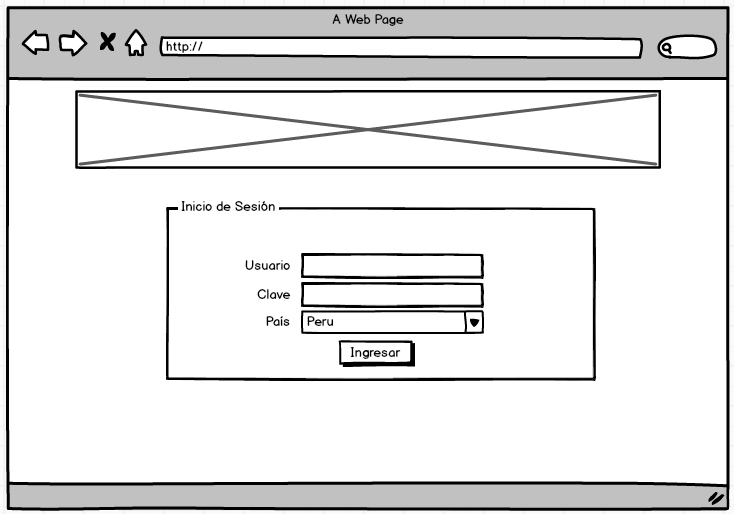 A Web Page
http://
Inicio de Sesión
Usuario
Clave
País
Peru
Ingresar